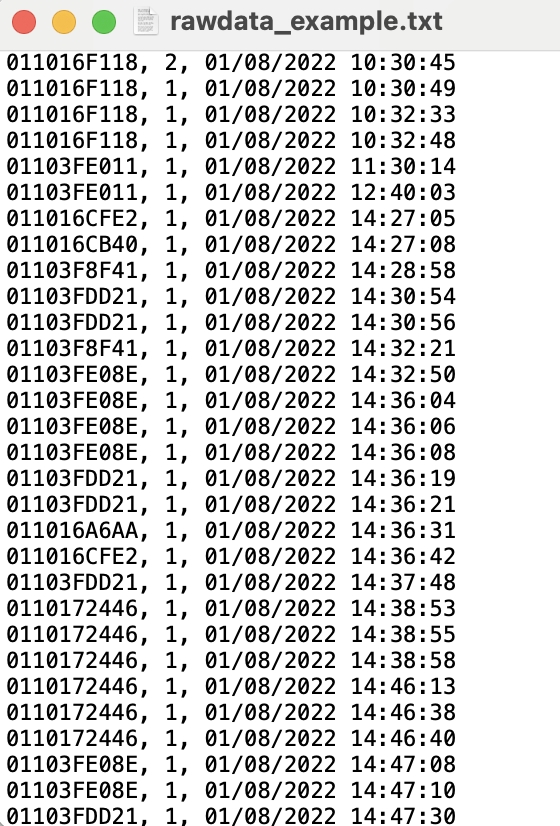 rawdata_example.txt
011016F118, 2, 01/08/2022 10:30:45
011016F118, 1, 01/08/2022 10:30:49
011016F118, 1, 01/08/2022 10:32:33
011016F118, 1, 01/08/2022 10:32:48
01103FE011, 1, 01/08/2022 11:30:14
01103FE011, 1, 01/08/2022 12:40:03
011016CFE2, 1, 01/08/2022 14:27:05
011016CB40, 1, 01/08/2022 14:27:08
01103F8F41, 1, 01/08/2022 14:28:58
01103FDD21, 1, 01/08/2022 14:30:54
01103FDD21, 1, 01/08/2022 14:30:56
01103F8F41, 1, 01/08/2022 14:32:21
01103FE08E, 1, 01/08/2022 14:32:50
01103FE08E, 1, 01/08/2022 14:36:04
01103FE08E, 1, 01/08/2022 14:36:06
01103FE08E, 1, 01/08/2022 14:36:08
01103FDD21, 1, 01/08/2022 14:36:19
01103FDD21, 1, 01/08/2022 14:36:21
011016A6AA, 1, 01/08/2022 14:36:31
011016CFE2, 1, 01/08/2022 14:36:42
01103FDD21, 1, 01/08/2022 14:37:48
0110172446, 1, 01/08/2022 14:38:53
0110172446, 1, 01/08/2022 14:38:55
0110172446, 1, 01/08/2022 14:38:58
0110172446, 1, 01/08/2022 14:46:13
0110172446, 1, 01/08/2022 14:46:38
0110172446, 1, 01/08/2022 14:46:40
01103FE08E, 1, 01/08/2022 14:47:08
01103FE08E, 1, 01/08/2022 14:47:10
01103FDD21, 1, 01/08/2022 14:47:30